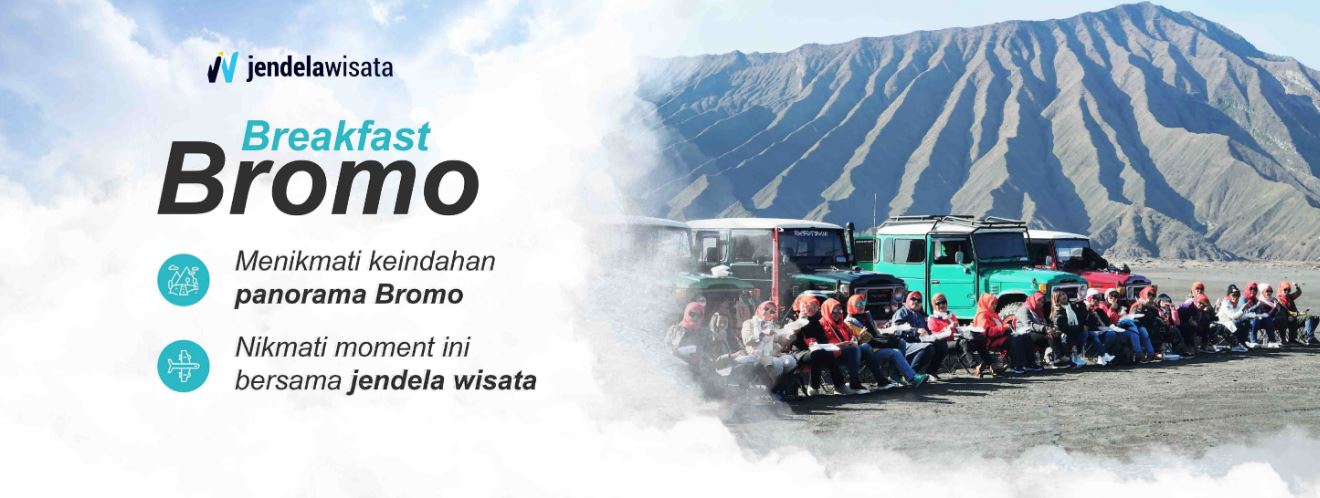 jendelawisata
Breakfast
Bromo
Menikmati keindahan
panorama Bromo
Nikmati moment ini
bersama jendela wisata